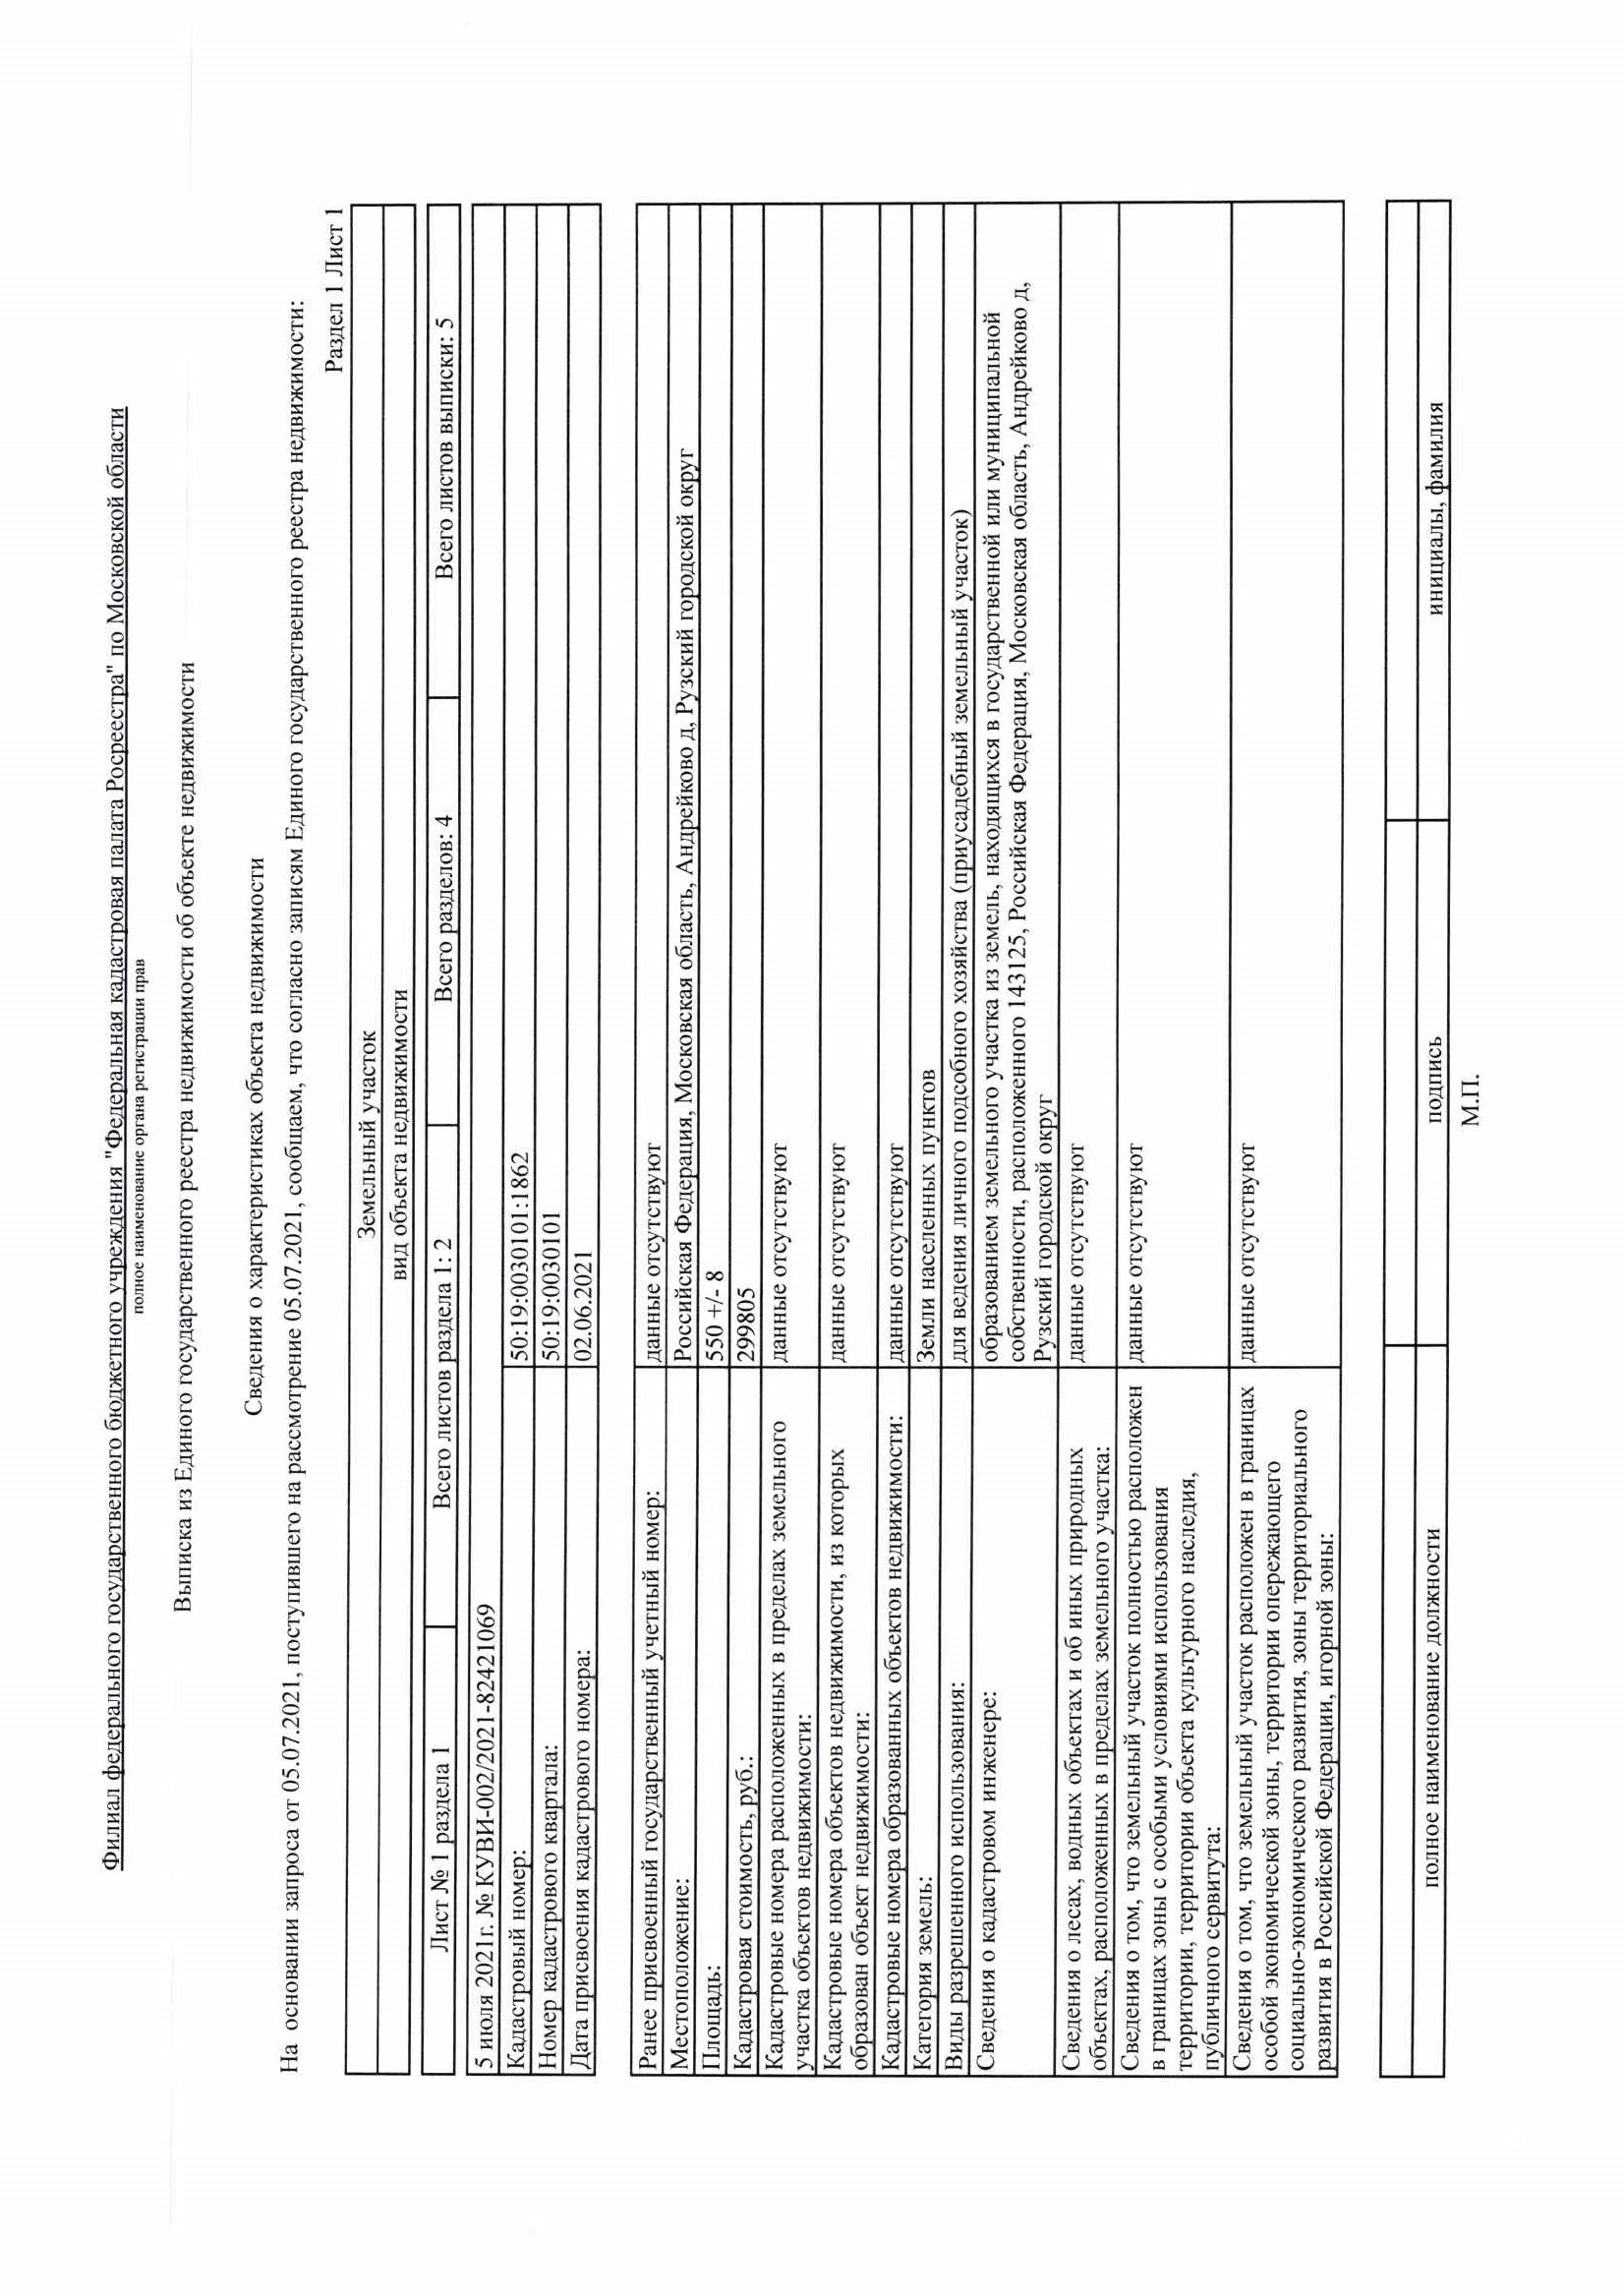 Филиал федерального государственного бюджетного учреждения "Федеральная кадастровая палата Росреестра" по Московской области
полное наименование органа регистрации прав
Выписка из Единого государственного реестра недвижимости об объекте недвижимости
Сведения о характеристиках объекта недвижимости
На основании запроса от 05.07.2021, поступившего на рассмотрение 05.07.2021, сообщаем, что согласно записям Единого государственного реестра недвижимости:
Раздел 1 Лист 1
Земельный участок
вид объекта недвижимости
Лист № 1 раздела 1 Всего листов раздела 1: 2 Всего разделов: 4 Всего листов выписки: 5
5 июля 2021г. № КУВИ-002/2021-82421069
Кадастровый номер: 50:19:0030101:1862
Номер кадастрового квартала: 50:19:0030101
Дата присвоения кадастрового номера: 02.06.2021
Ранее присвоенный государственный учетный номер: данные отсутствуют
Местоположение: Российская Федерация, Московская область, Андрейково д, Рузский городской округ
Площадь: 550 +/- 8
Кадастровая стоимость, руб.: 299805
Кадастровые номера расположенных в пределах земельного
участка объектов недвижимости:
данные отсутствуют
Кадастровые номера объектов недвижимости, из которых
образован объект недвижимости:
данные отсутствуют
Кадастровые номера образованных объектов недвижимости: данные отсутствуют
Категория земель: Земли населенных пунктов
Виды разрешенного использования: для ведения личного подсобного хозяйства (приусадебный земельный участок)
Сведения о кадастровом инженере:
образованием земельного участка из земель, находящихся в государственной или муниципальной
собственности, расположенного 143125, Российская Федерация, Московская область, Андрейково д,
Рузский городской округ
Сведения о лесах, водных объектах и об иных природных
объектах, расположенных в пределах земельного участка:
данные отсутствуют
Сведения о том, что земельный участок полностью расположен
в границах зоны с особыми условиями использования
территории, территории объекта культурного наследия,
публичного сервитута:
данные отсутствуют
Сведения о том, что земельный участок расположен в границах
особой экономической зоны, территории опережающего
социально-экономического развития, зоны территориального
развития в Российской Федерации, игорной зоны:
данные отсутствуют
полное наименование должности подпись инициалы, фамилия
М.П.